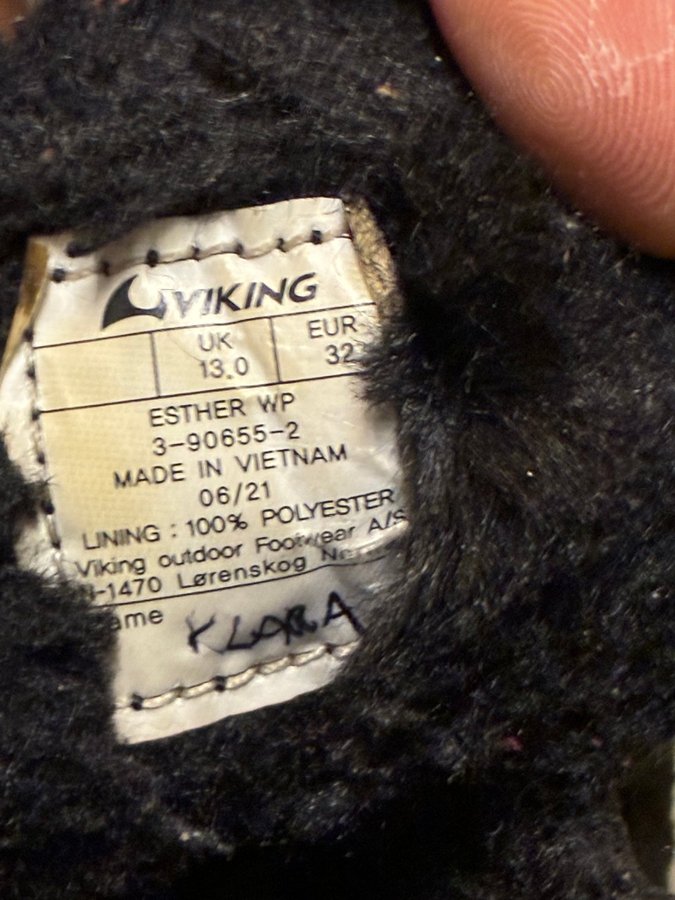 VIKING
UK EUR
13.0 32
ESTHER WP
3-90655-2
MADE IN VIETNAM
06/21
LINING : 100% POLYESTER
Viking outdoor Footwear A/S
N-1470 Lørenskog
KLARA